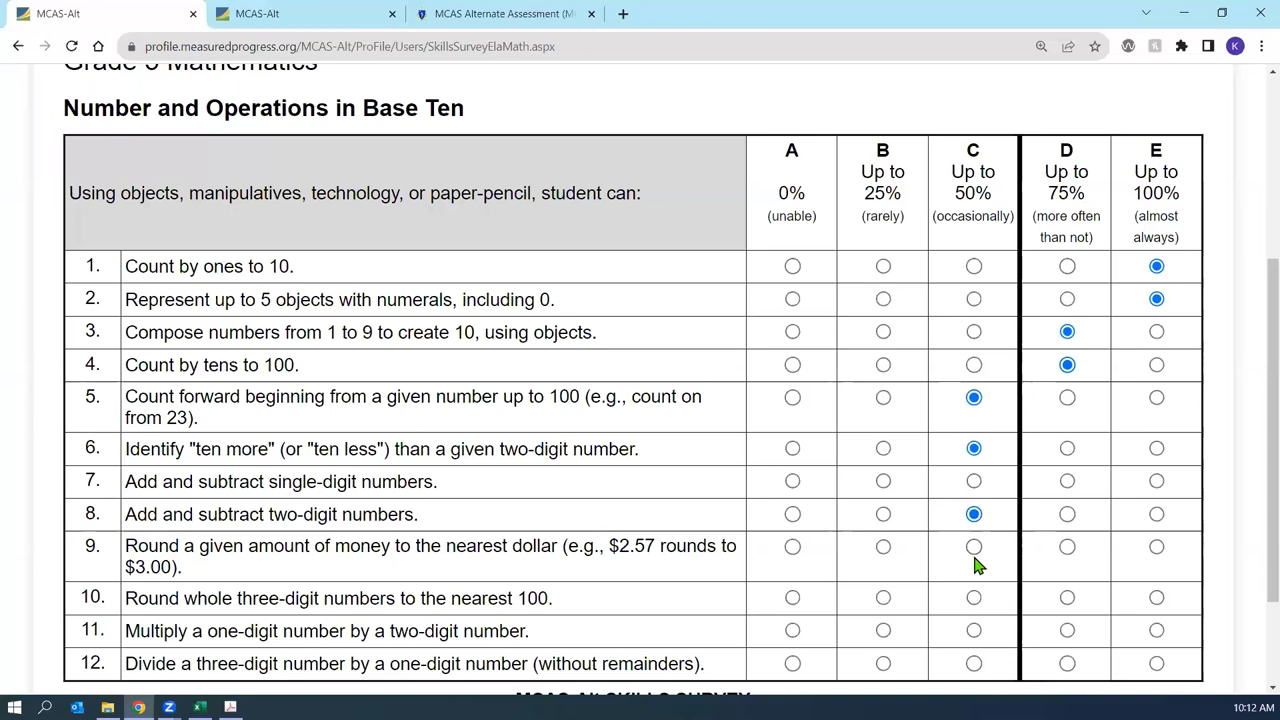 MCAS-Alt
MCAS-Alt
MCAS Alternate Assessment (M
profile.measuredprogress.org/MCAS-Alt/ProFile/Users/SkillsSurveyElaMath.aspx
K
Mathematics
Number and Operations in Base Ten
Using objects, manipulatives, technology, or paper-pencil, student can:
A
0%
(unable)
B
Up to
25%
(rarely)
C
Up to
50%
(occasionally)
D
Up to
75%
(more often
than not)
E
Up to
100%
(almost
always)
1. Count by ones to 10.
2. Represent up to 5 objects with numerals, including 0.
3. Compose numbers from 1 to 9 to create 10, using objects.
4. Count by tens to 100.
5. Count forward beginning from a given number up to 100 (e.g., count on
from 23).
6. Identify "ten more" (or "ten less") than a given two-digit number.
7. Add and subtract single-digit numbers.
8. Add and subtract two-digit numbers.
9. Round a given amount of money to the nearest dollar (e.g., $2.57 rounds to
$3.00).
10. Round whole three-digit numbers to the nearest 100.
11. Multiply a one-digit number by a two-digit number.
12. Divide a three-digit number by a one-digit number (without remainders).
MCAS-Alt SKILLS SURVEY
10:12 AM